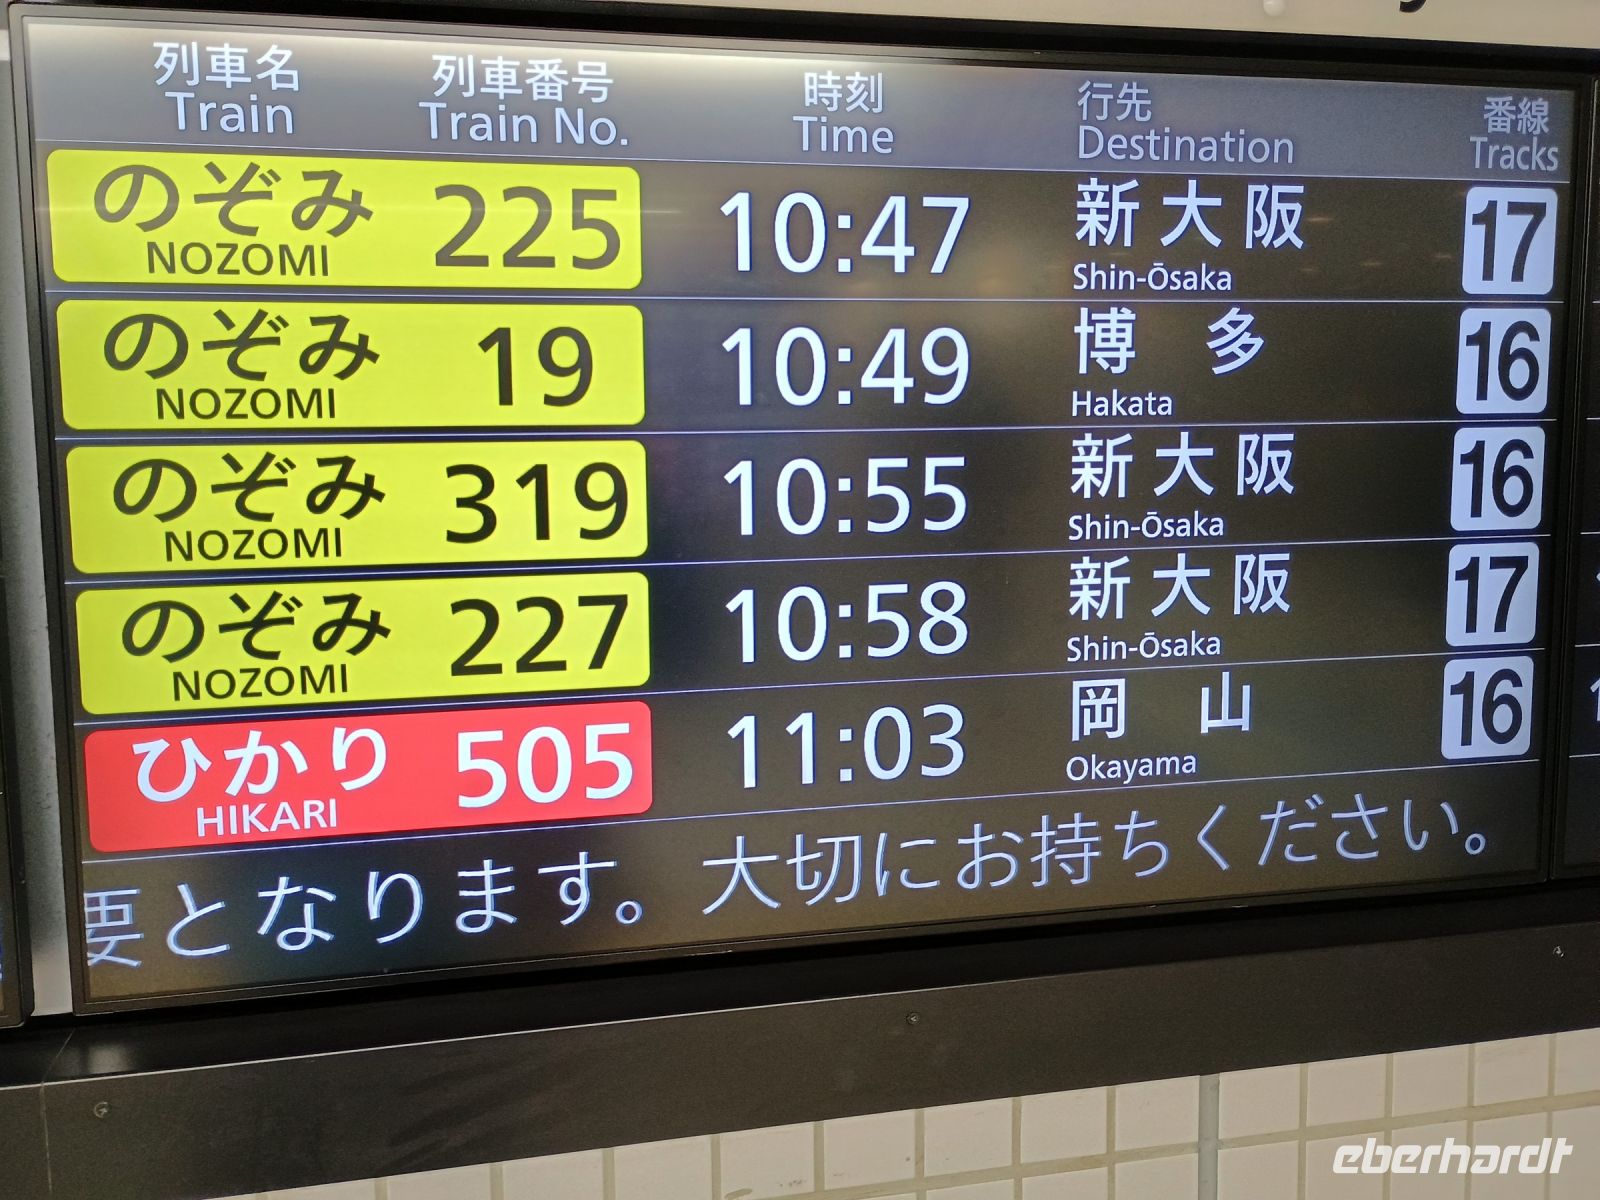 列車名 列車番号 時刻 行先 番線
Train Train No. Time Destination Tracks
のぞみ 225 10:47 新大阪 17
NOZOMI Shin-Ōsaka
のぞみ 19 10:49 博多 16
NOZOMI Hakata
のぞみ 319 10:55 新大阪 16
NOZOMI Shin-Ōsaka
のぞみ 227 10:58 新大阪 17
NOZOMI Shin-Ōsaka
ひかり 505 11:03 岡山 16
HIKARI Okayama
要となります。大切にお持ちください。
eberhardt